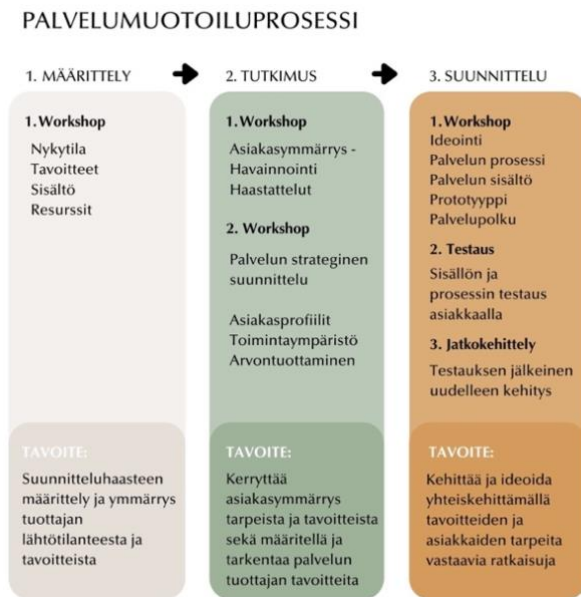 PALVELUMUOTOILUPROSESSI
1. MÄÄRITTELY
2. TUTKIMUS
3. SUUNNITTELU
1. Workshop
Nykytila
Tavoitteet
Sisältö
Resurssit
TAVOITE:
Suunnitteluhaasteen
määrittely ja ymmärrys
tuottajan
lähtötilanteesta ja
tavoitteista
1. Workshop
Asiakasymmärrys -
Havainnointi
Haastattelut
2. Workshop
Palvelun strateginen
suunnittelu
Asiakasprofiilit
Toimintaympäristö
Arvontuottaminen
TAVOITE:
Kerryttää
asiakasymmärrys
tarpeista ja tavoitteista
sekä määritellä ja
tarkentaa palvelun
tuottajan tavoitteita
1. Workshop
Ideointi
Palvelun prosessi
Palvelun sisältö
Prototyyppi
Palvelupolku
2. Testaus
Sisällön ja
prosessin testaus
asiakkaalla
3. Jatkokehittely
Testauksen jälkeinen
uudelleen kehitys
TAVOITE:
Kehittää ja ideoida
yhteiskehittämällä
tavoitteiden ja
asiakkaiden tarpeita
vastaavia ratkaisuja